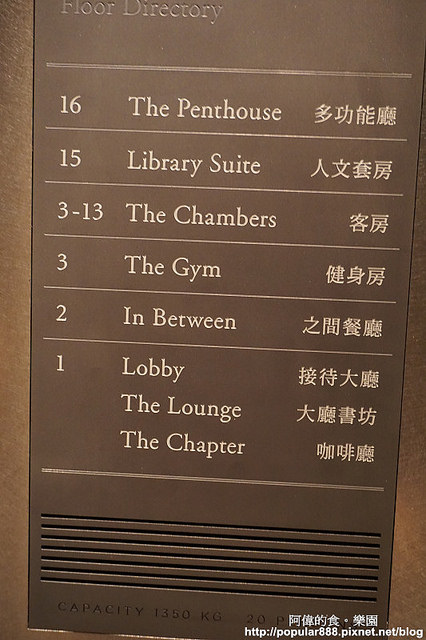 Floor Directory
16 The Penthouse 多功能廳
15 Library Suite 人文套房
3-13 The Chambers 客房
3 The Gym 健身房
2 In Between 之間餐廳
1 Lobby 接待大廳
The Lounge 大廳書坊
The Chapter 咖啡廳
CAPACITY 1350 KG 20
阿偉的食。樂園
http://popular888.pixnet.net/blog